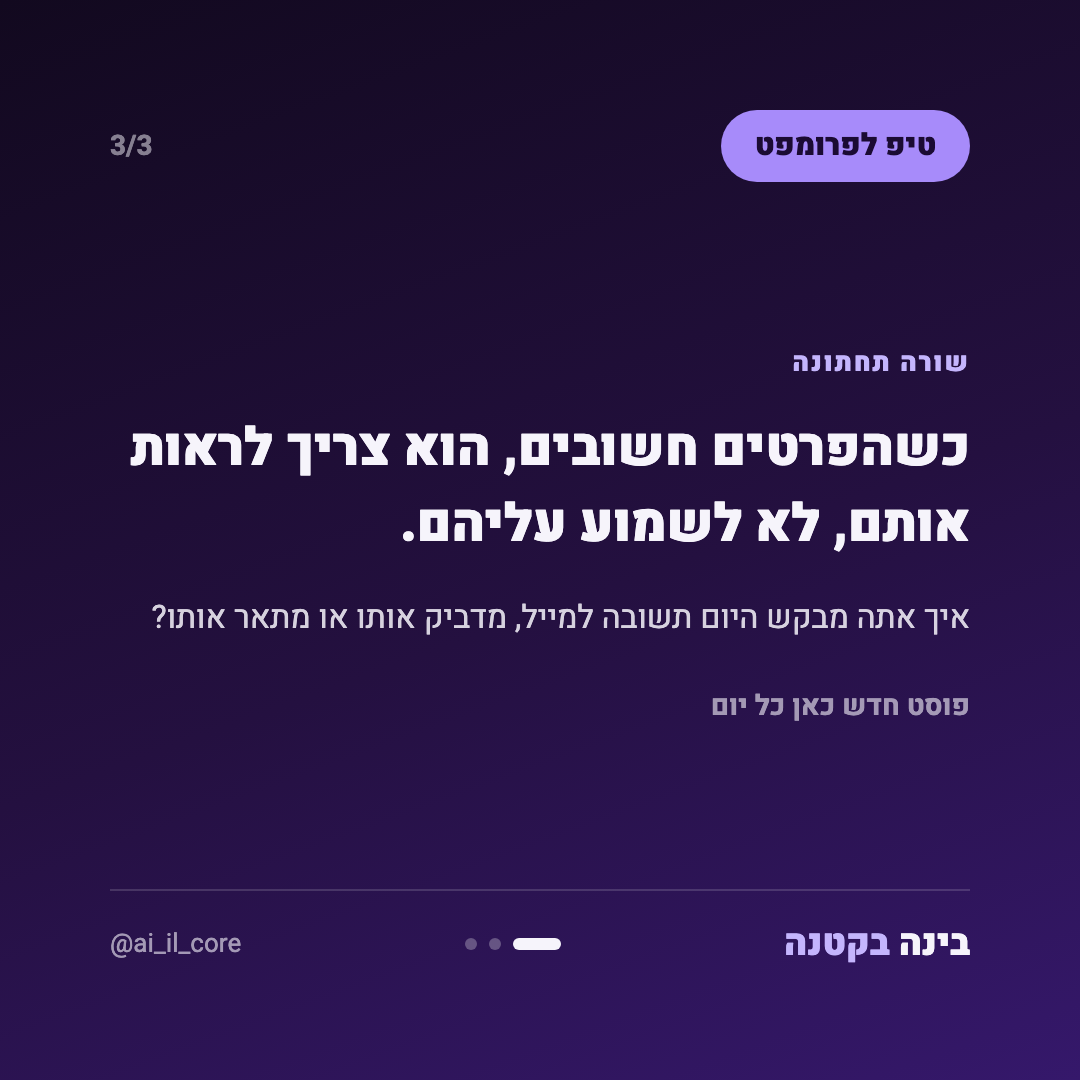 טיפ לפרומפט
3/3
שורה תחתונה
כשהפרטים חשובים, הוא צריך לראות
אותם, לא לשמוע עליהם.
איך אתה מבקש היום תשובה למייל, מדביק אותו או מתאר אותו?
פוסט חדש כאן כל יום
בינה בקטנה
@ai_il_core